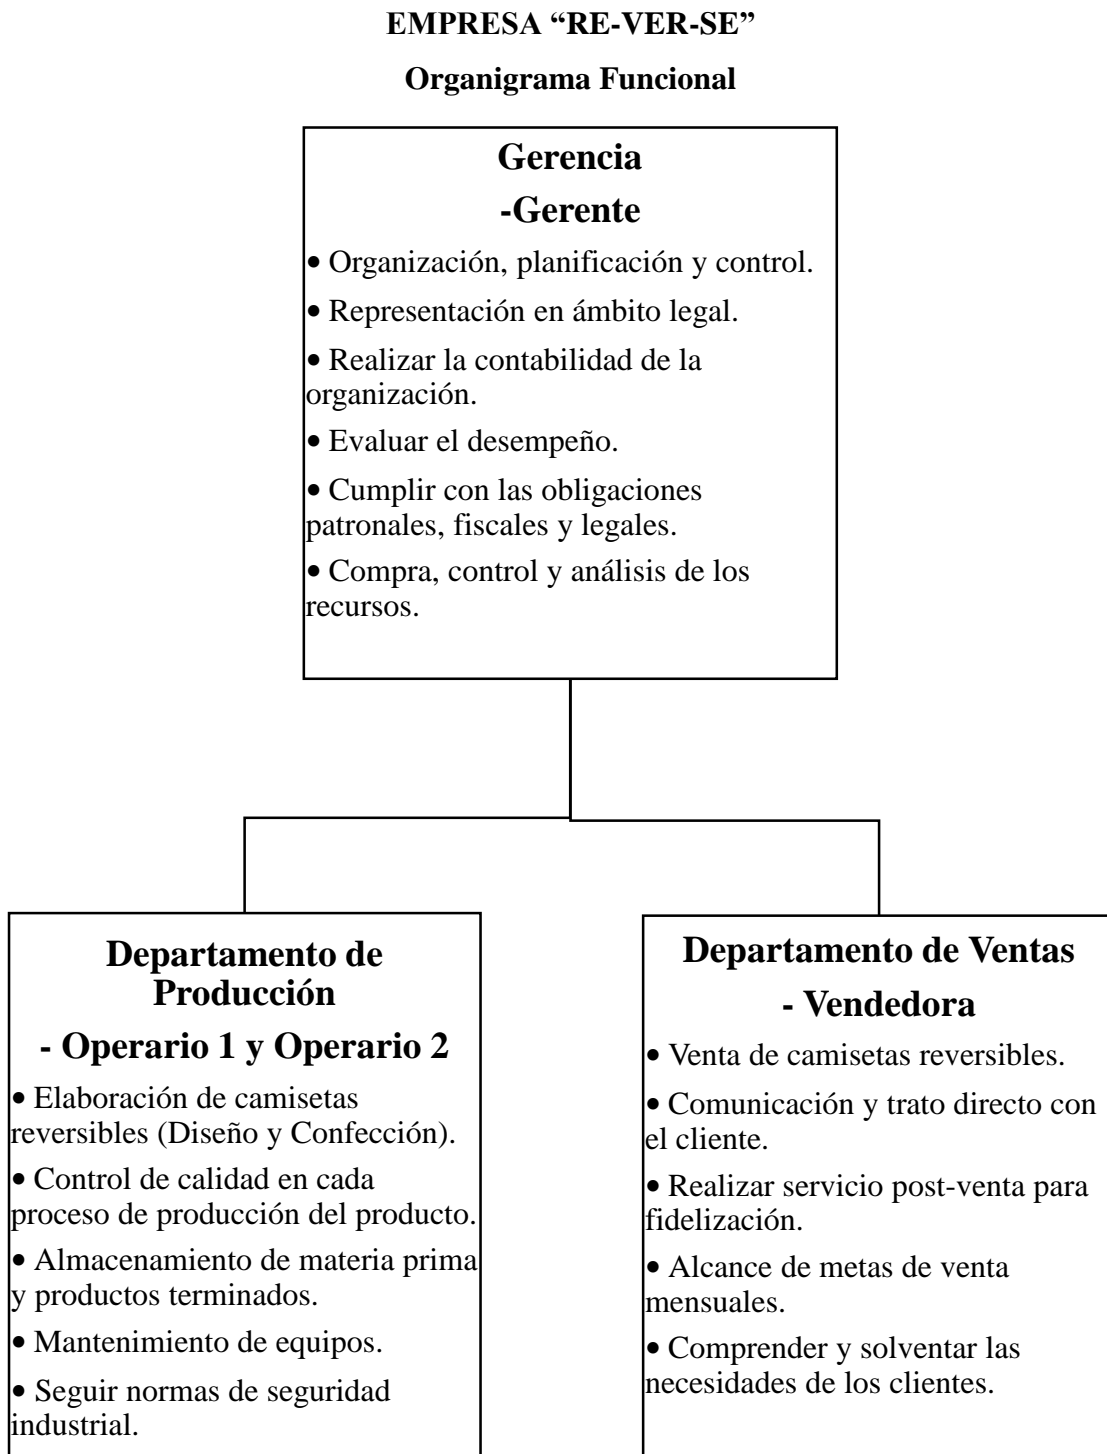 EMPRESA “RE-VER-SE”
Organigrama Funcional
Gerencia
-Gerente
• Organización, planificación y control.
• Representación en ámbito legal.
• Realizar la contabilidad de la
organización.
• Evaluar el desempeño.
• Cumplir con las obligaciones
patronales, fiscales y legales.
• Compra, control y análisis de los
recursos.
Departamento de
Producción
- Operario 1 y Operario 2
• Elaboración de camisetas
reversibles (Diseño y Confección).
• Control de calidad en cada
proceso de producción del producto.
• Almacenamiento de materia prima
y productos terminados.
• Mantenimiento de equipos.
• Seguir normas de seguridad
industrial.
Departamento de Ventas
- Vendedora
• Venta de camisetas reversibles.
• Comunicación y trato directo con
el cliente.
• Realizar servicio post-venta para
fidelización.
• Alcance de metas de venta
mensuales.
• Comprender y solventar las
necesidades de los clientes.